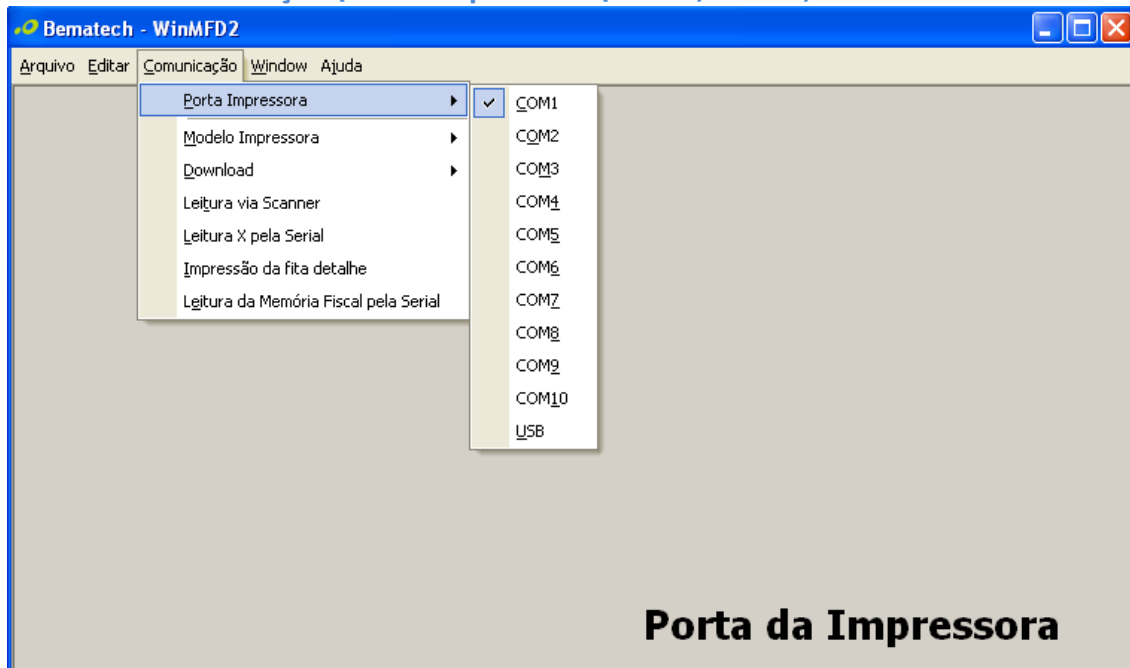 Bematech - WinMFD2
Arquivo Editar Comunicação Window Ajuda
Porta Impressora
Modelo Impressora
Download
Leitura via Scanner
Leitura X pela Serial
Impressão da fita detalhe
Leitura da Memória Fiscal pela Serial
COM1
COM2
COM3
COM4
COM5
COM6
COM7
COM8
COM9
COM10
USB
Porta da Impressora